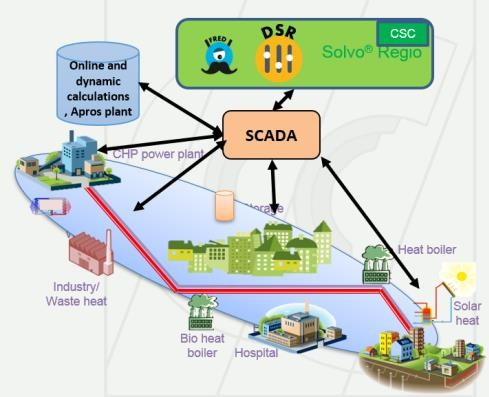 FRED
DSR
CSC
Solvo® Regio
Online and
dynamic
calculations
, Apros plant
SCADA
CHP power plant
Storage
Heat boiler
Industry/
Waste heat
Solar
heat
Bio heat
boiler
Hospital